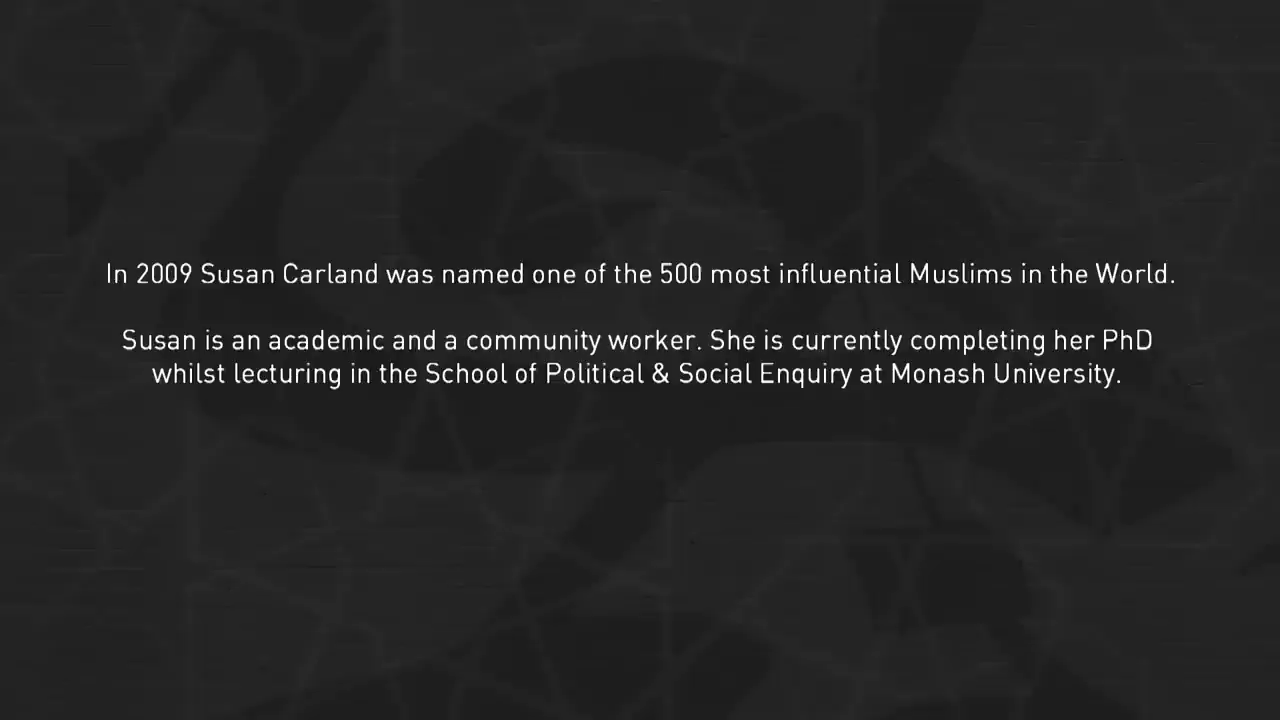 In 2009 Susan Carland was named one of the 500 most influential Muslims in the World.
Susan is an academic and a community worker. She is currently completing her PhD
whilst lecturing in the School of Political & Social Enquiry at Monash University.